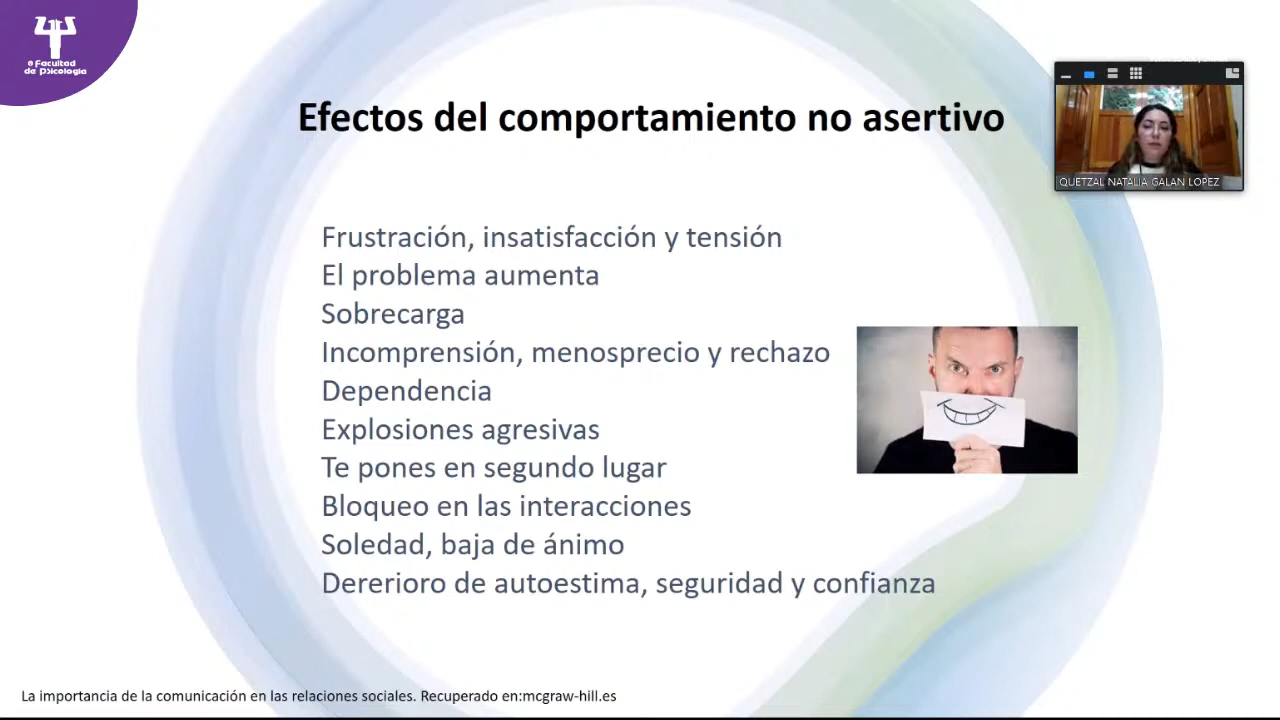 ® Facultad
de Psicología
Efectos del comportamiento no asertivo
QUETZAL NATALIA GALAN LOPEZ
Frustración, insatisfacción y tensión
El problema aumenta
Sobrecarga
Incomprensión, menosprecio y rechazo
Dependencia
Explosiones agresivas
Te pones en segundo lugar
Bloqueo en las interacciones
Soledad, baja de ánimo
Dererioro de autoestima, seguridad y confianza
La importancia de la comunicación en las relaciones sociales. Recuperado en:mcgraw-hill.es